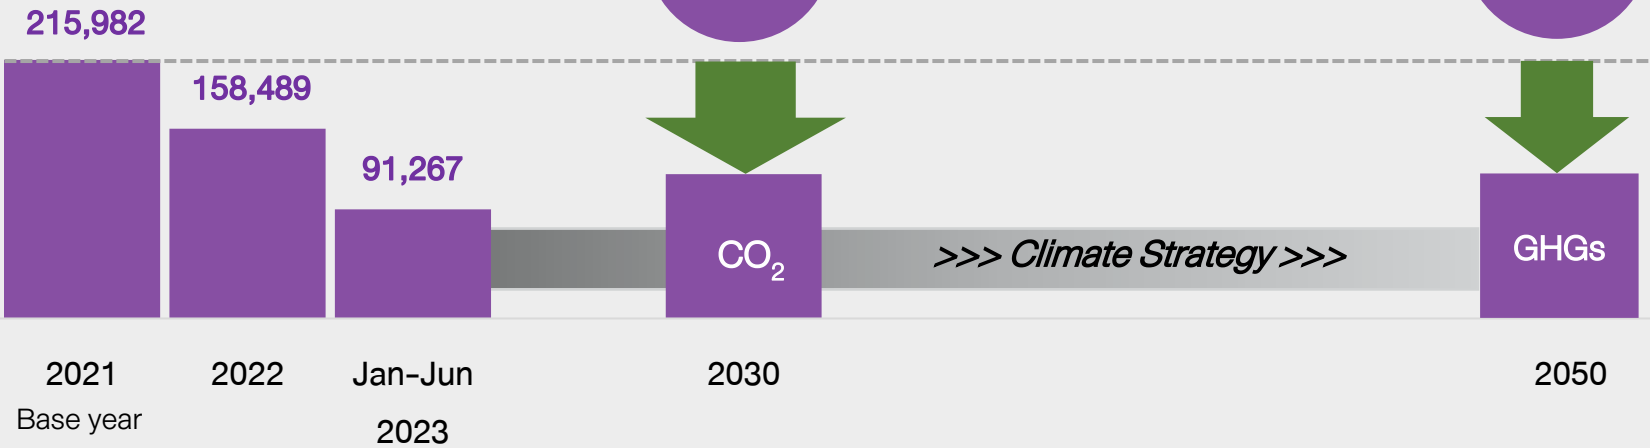 215,982
158,489
91,267
CO₂
>>> Climate Strategy >>>
GHGs
2021
Base year
2022
Jan-Jun
2023
2030
2050